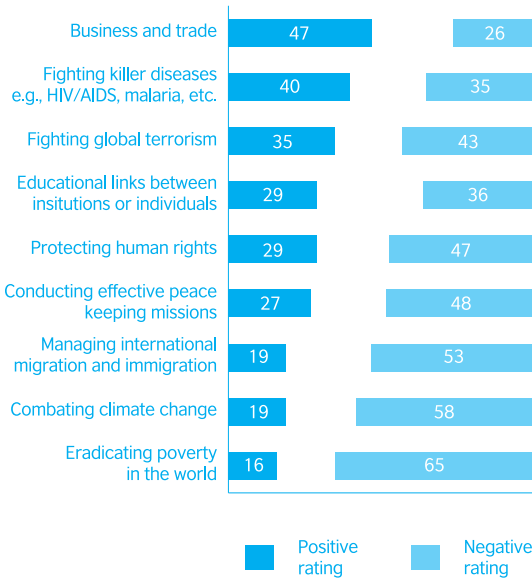 Business and trade
47
26
Fighting killer diseases
e.g., HIV/AIDS, malaria, etc.
40
35
Fighting global terrorism
35
43
Educational links between
insitutions or individuals
29
36
Protecting human rights
29
47
Conducting effective peace
keeping missions
27
48
Managing international
migration and immigration
19
53
Combating climate change
19
58
Eradicating poverty
in the world
16
65
Positive
rating
Negative
rating